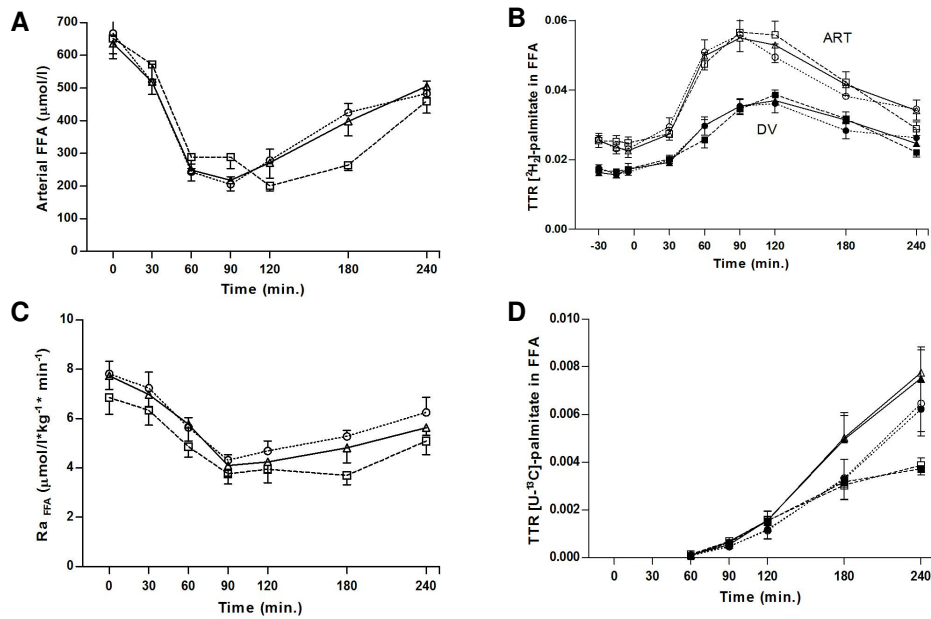 A
Arterial FFA (μmol/l)
700
600
500
400
300
200
100
0
0 30 60 90 120 180 240
Time (min.)
B
TTR [²H₂]-palmitate in FFA
0.06
0.04
0.02
0.00
ART
DV
-30 0 30 60 90 120 180 240
Time (min.)
C
Ra FFA (μmol/l*kg⁻¹* min⁻¹)
10
8
6
4
2
0
0 30 60 90 120 180 240
Time (min.)
D
TTR [U-¹³C]-palmitate in FFA
0.010
0.008
0.006
0.004
0.002
0.000
0 30 60 90 120 180 240
Time (min.)